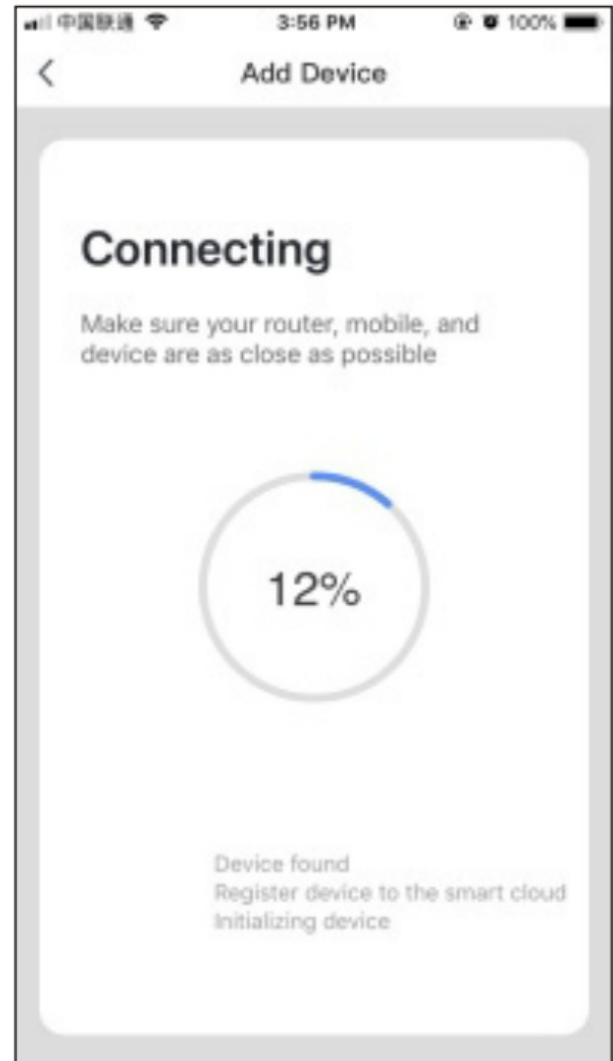 中国联通 3:56 PM 100%
Add Device
Connecting
Make sure your router, mobile, and
device are as close as possible
12%
Device found
Register device to the smart cloud
Initializing device